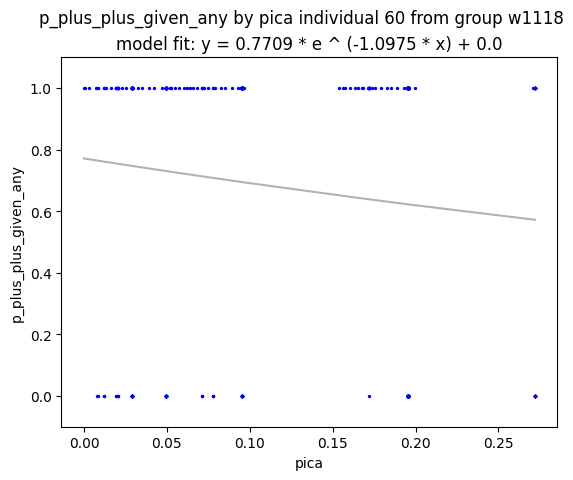 p_plus_plus_given_any by pica individual 60 from group w1118
model fit: y = 0.7709 * e ^ (-1.0975 * x) + 0.0
1.0
0.8
0.6
0.4
0.2
0.0
p_plus_plus_given_any
0.00 0.05 0.10 0.15 0.20 0.25
pica